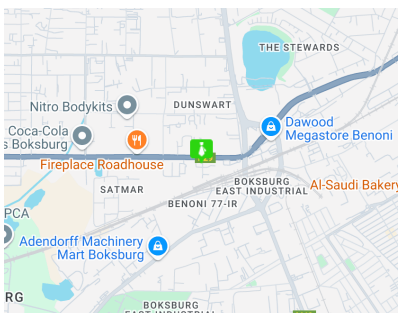 THE STEWARDS
Nitro Bodykits
DUNSWART
Dawood
Megastore Benoni
Coca-Cola
s Boksburg
Fireplace Roadhouse
SATMAR
BOKSBURG
EAST INDUSTRIAL
Al-Saudi Bakery
BENONI 77-IR
PCA
Adendorff Machinery
Mart Boksburg
RG
BOKSBURG
EAST INDUSTRIAL